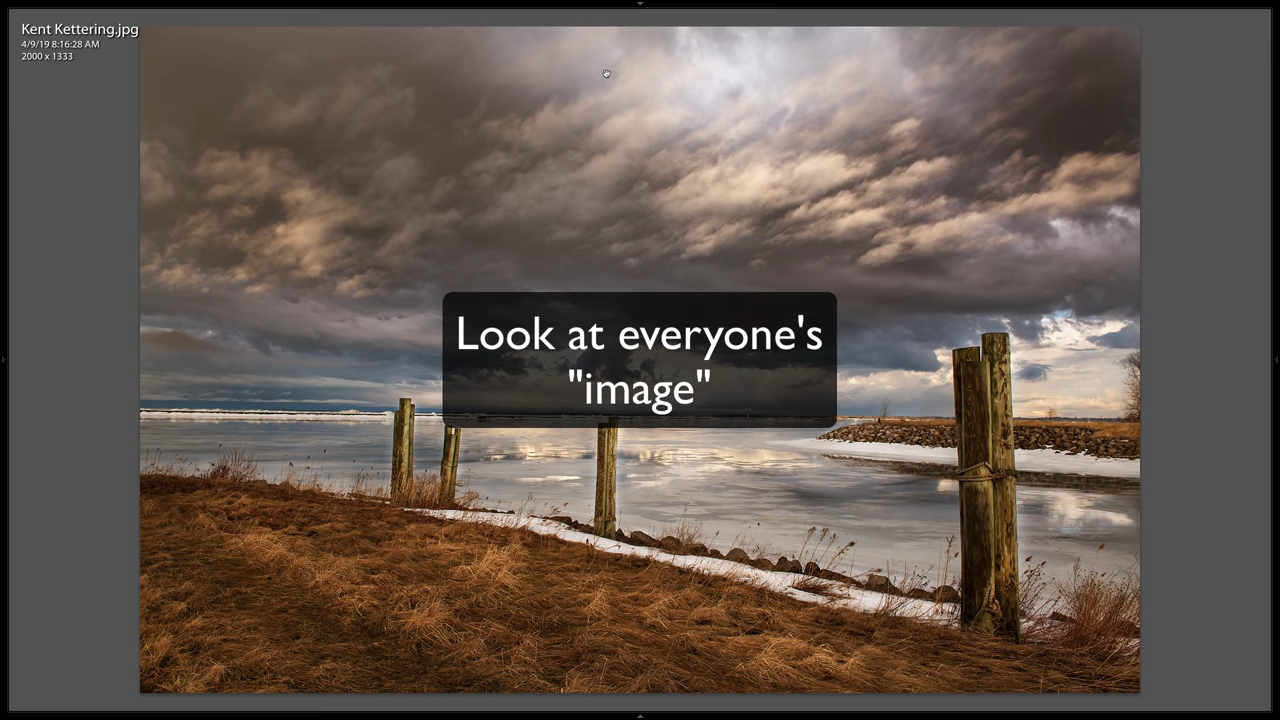 Kent Kettering.jpg
4/9/19 8:16:28 AM
2000 x 1333
Look at everyone's
"image"